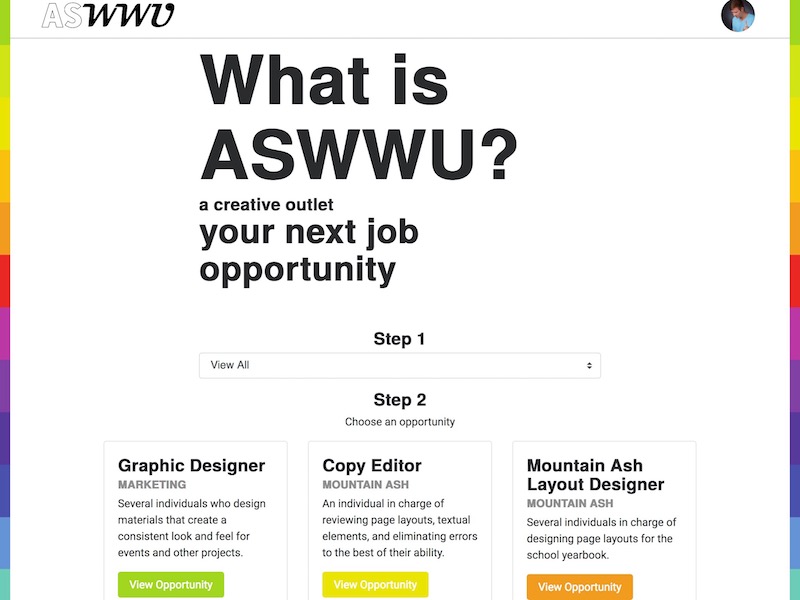 ASWWU
What is
ASWWU?
a creative outlet
your next job
opportunity
Step 1
View All
Step 2
Choose an opportunity
Graphic Designer
MARKETING
Several individuals who design
materials that create a
consistent look and feel for
events and other projects.
View Opportunity
Copy Editor
MOUNTAIN ASH
An individual in charge of
reviewing page layouts, textual
elements, and eliminating errors
to the best of their ability.
View Opportunity
Mountain Ash
Layout Designer
MOUNTAIN ASH
Several individuals in charge of
designing page layouts for the
school yearbook.
View Opportunity